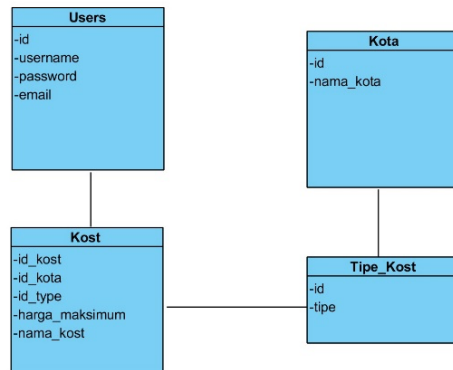 Users
-id
-username
-password
-email
Kota
-id
-nama_kota
Kost
-id_kost
-id_kota
-id_type
-harga_maksimum
-nama_kost
Tipe_Kost
-id
-tipe